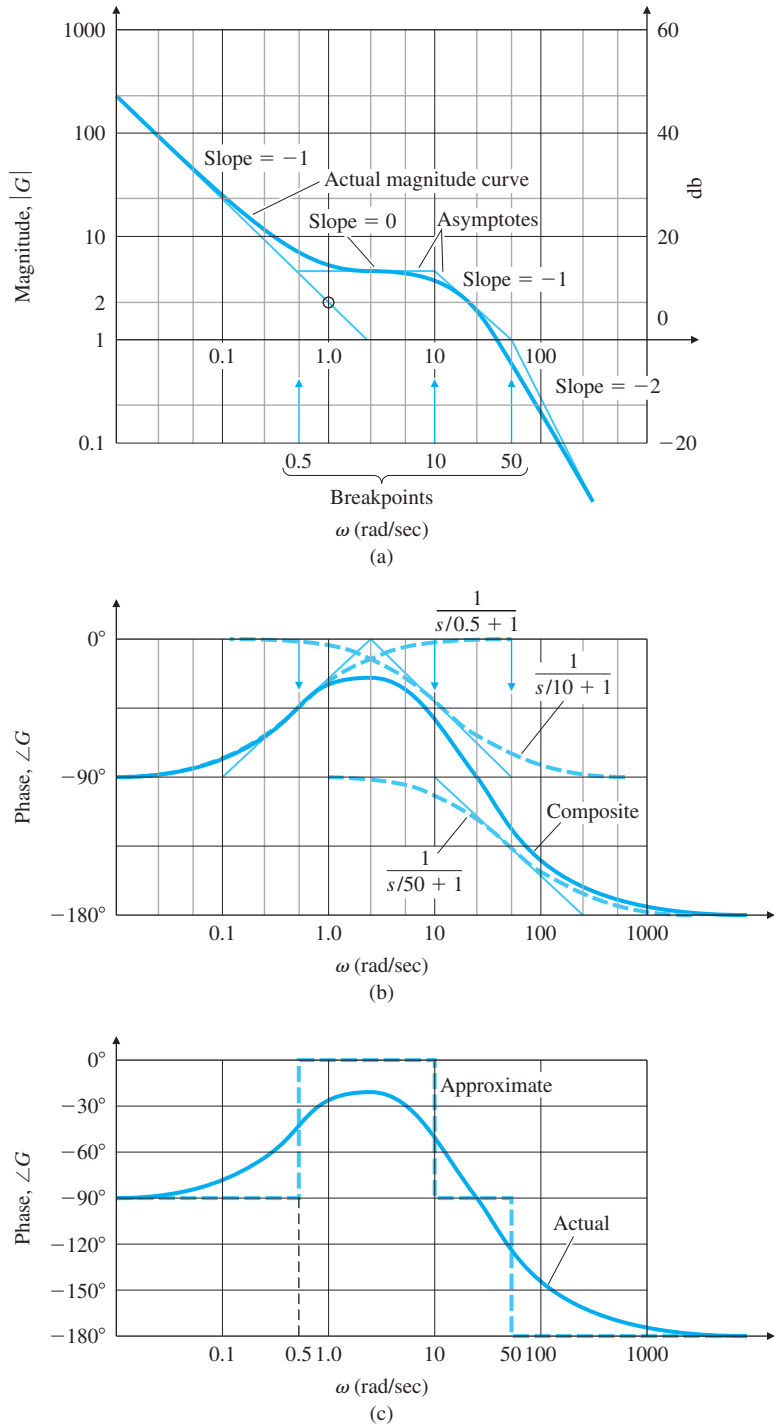 1000
60
100
40
Slope = −1
Actual magnitude curve
Magnitude, |G|
db
Slope = 0
Asymptotes
10
20
Slope = −1
2
0
1
0.1
1.0
10
100
Slope = −2
0.1
−20
0.5
10
50
Breakpoints
ω (rad/sec)
(a)
1
s/0.5 + 1
0°
1
s/10 + 1
Phase, ∠G
−90°
Composite
1
s/50 + 1
−180°
0.1
1.0
10
100
1000
ω (rad/sec)
(b)
0°
Approximate
−30°
−60°
Phase, ∠G
−90°
Actual
−120°
−150°
−180°
0.1
0.5
1.0
10
50
100
1000
ω (rad/sec)
(c)